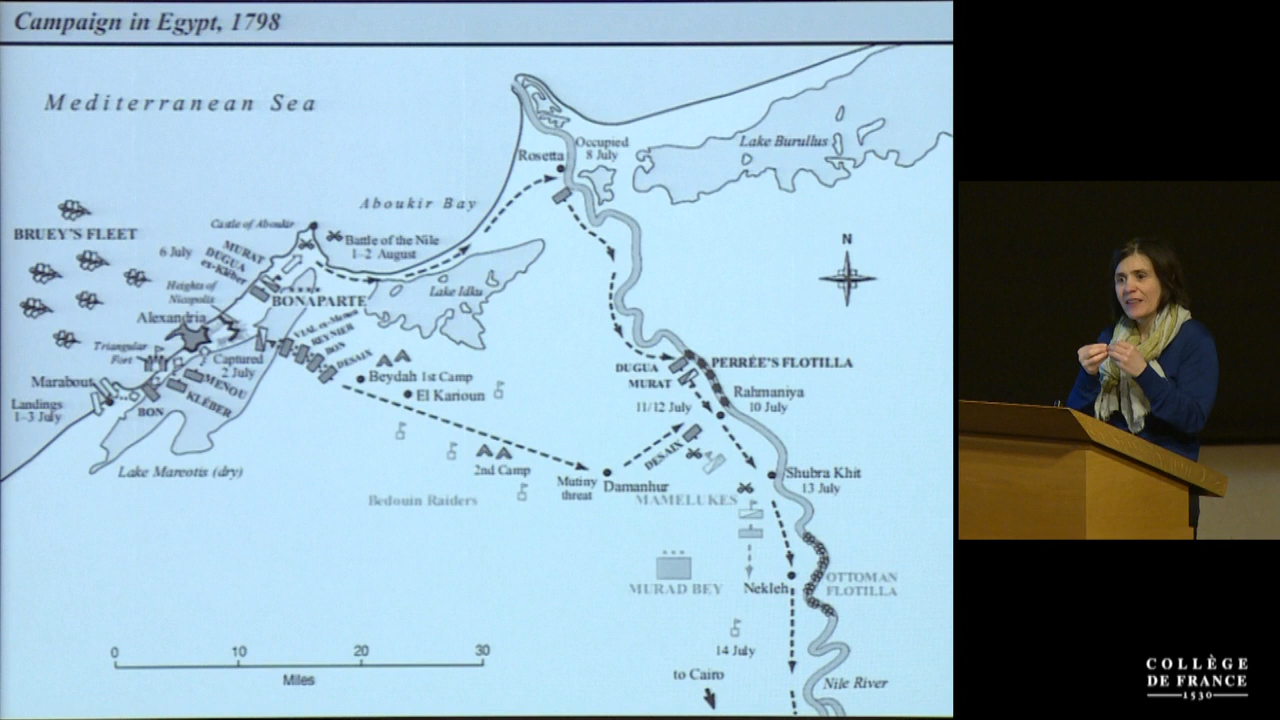 Campaign in Egypt, 1798
Mediterranean Sea
Occupied
8 July
Rosetta
Lake Burullus
Aboukir Bay
Castle of Aboukir
BRUEY'S FLEET
Battle of the Nile
1–2 August
6 July
MURAT
DUGUA
ex-Kléber
N
Heights of
Nicopolis
BONAPARTE
Lake Idku
Alexandria
VIAL ex-Menou
REYNIER
BON
DESAIX
Triangular
Fort
Captured
2 July
PERRÉE'S FLOTILLA
DUGUA
MURAT
Marabout
MENOU
KLÉBER
Beydah 1st Camp
El Karioun
Rahmaniya
10 July
11/12 July
Landings
1–3 July
BON
DESAIX
Lake Mareotis (dry)
2nd Camp
Mutiny
threat
Damanhur
Shubra Khit
13 July
Bedouin Raiders
MAMELUKES
MURAD BEY
Nekleh
OTTOMAN
FLOTILLA
14 July
0 10 20 30
Miles
to Cairo
Nile River
COLLÈGE
DE FRANCE
1530